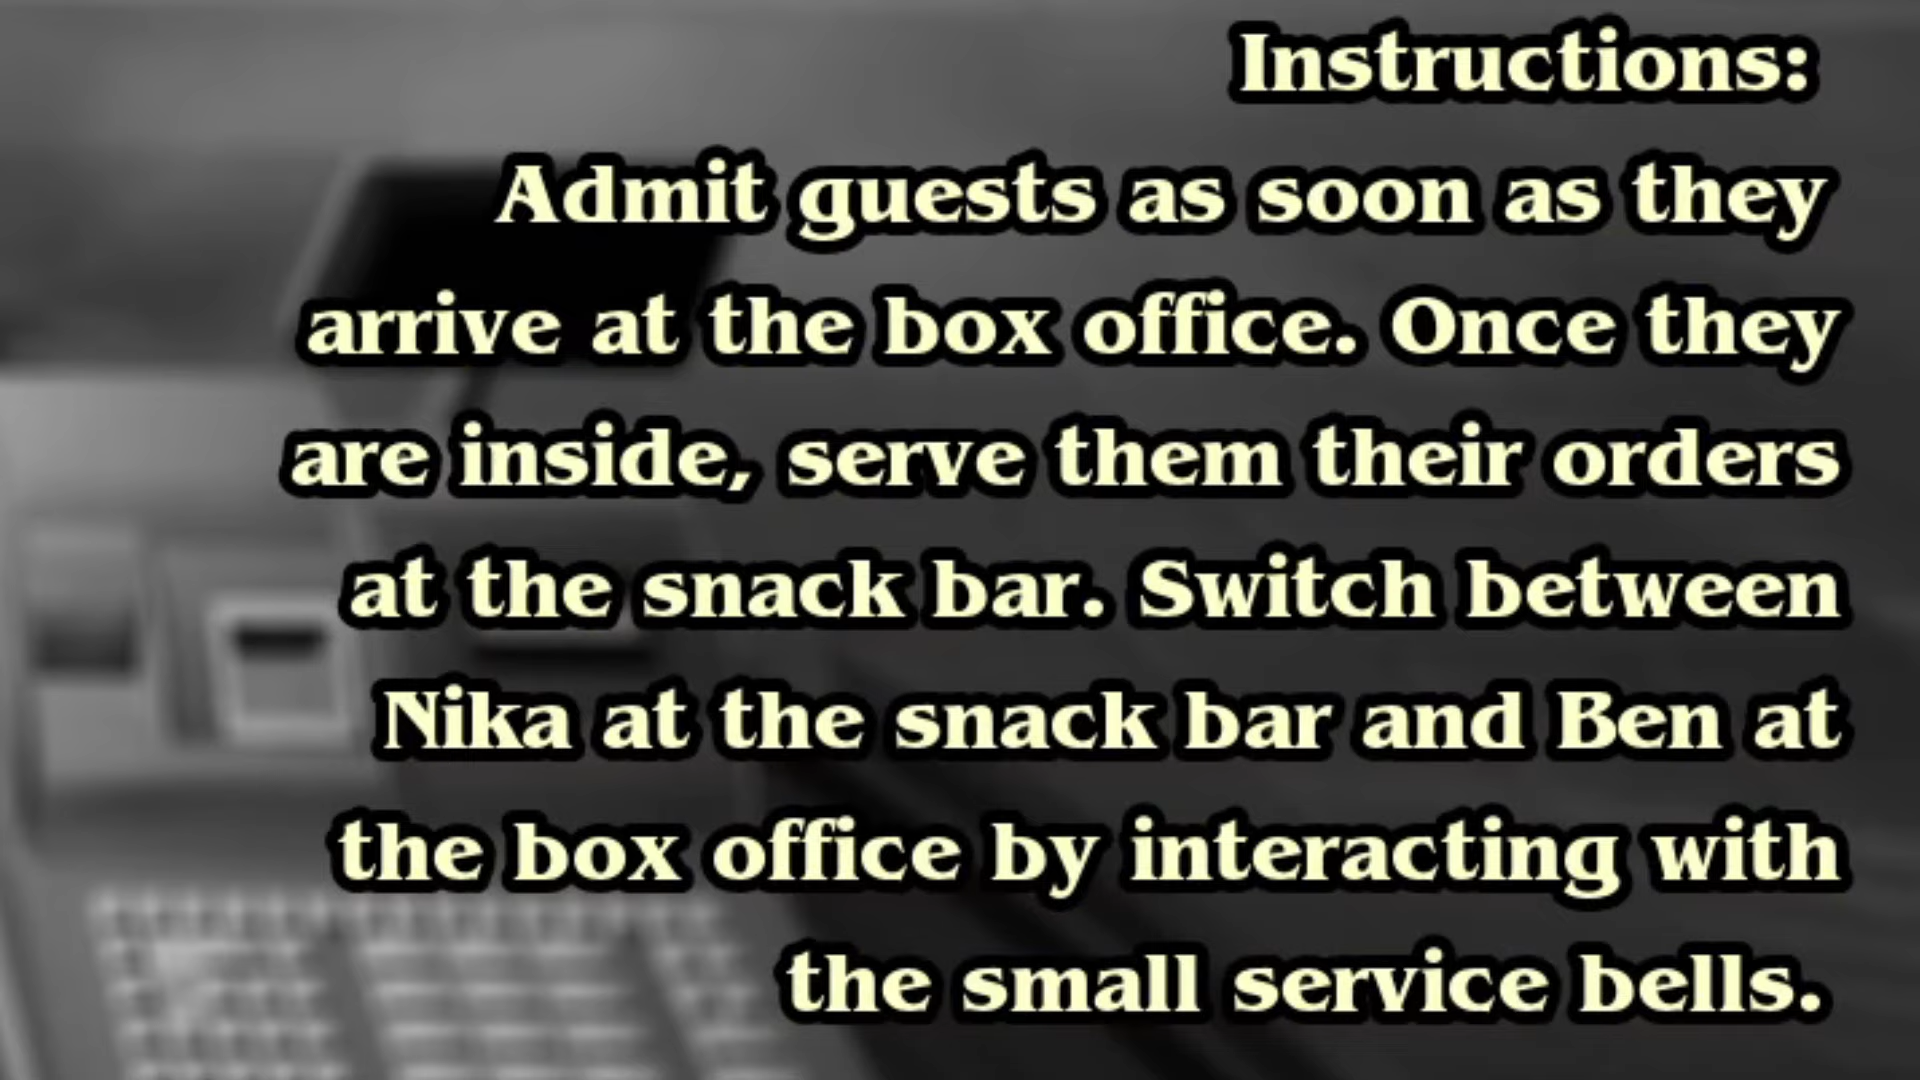 Instructions:
Admit guests as soon as they
arrive at the box office. Once they
are inside, serve them their orders
at the snack bar. Switch between
Nika at the snack bar and Ben at
the box office by interacting with
the small service bells.